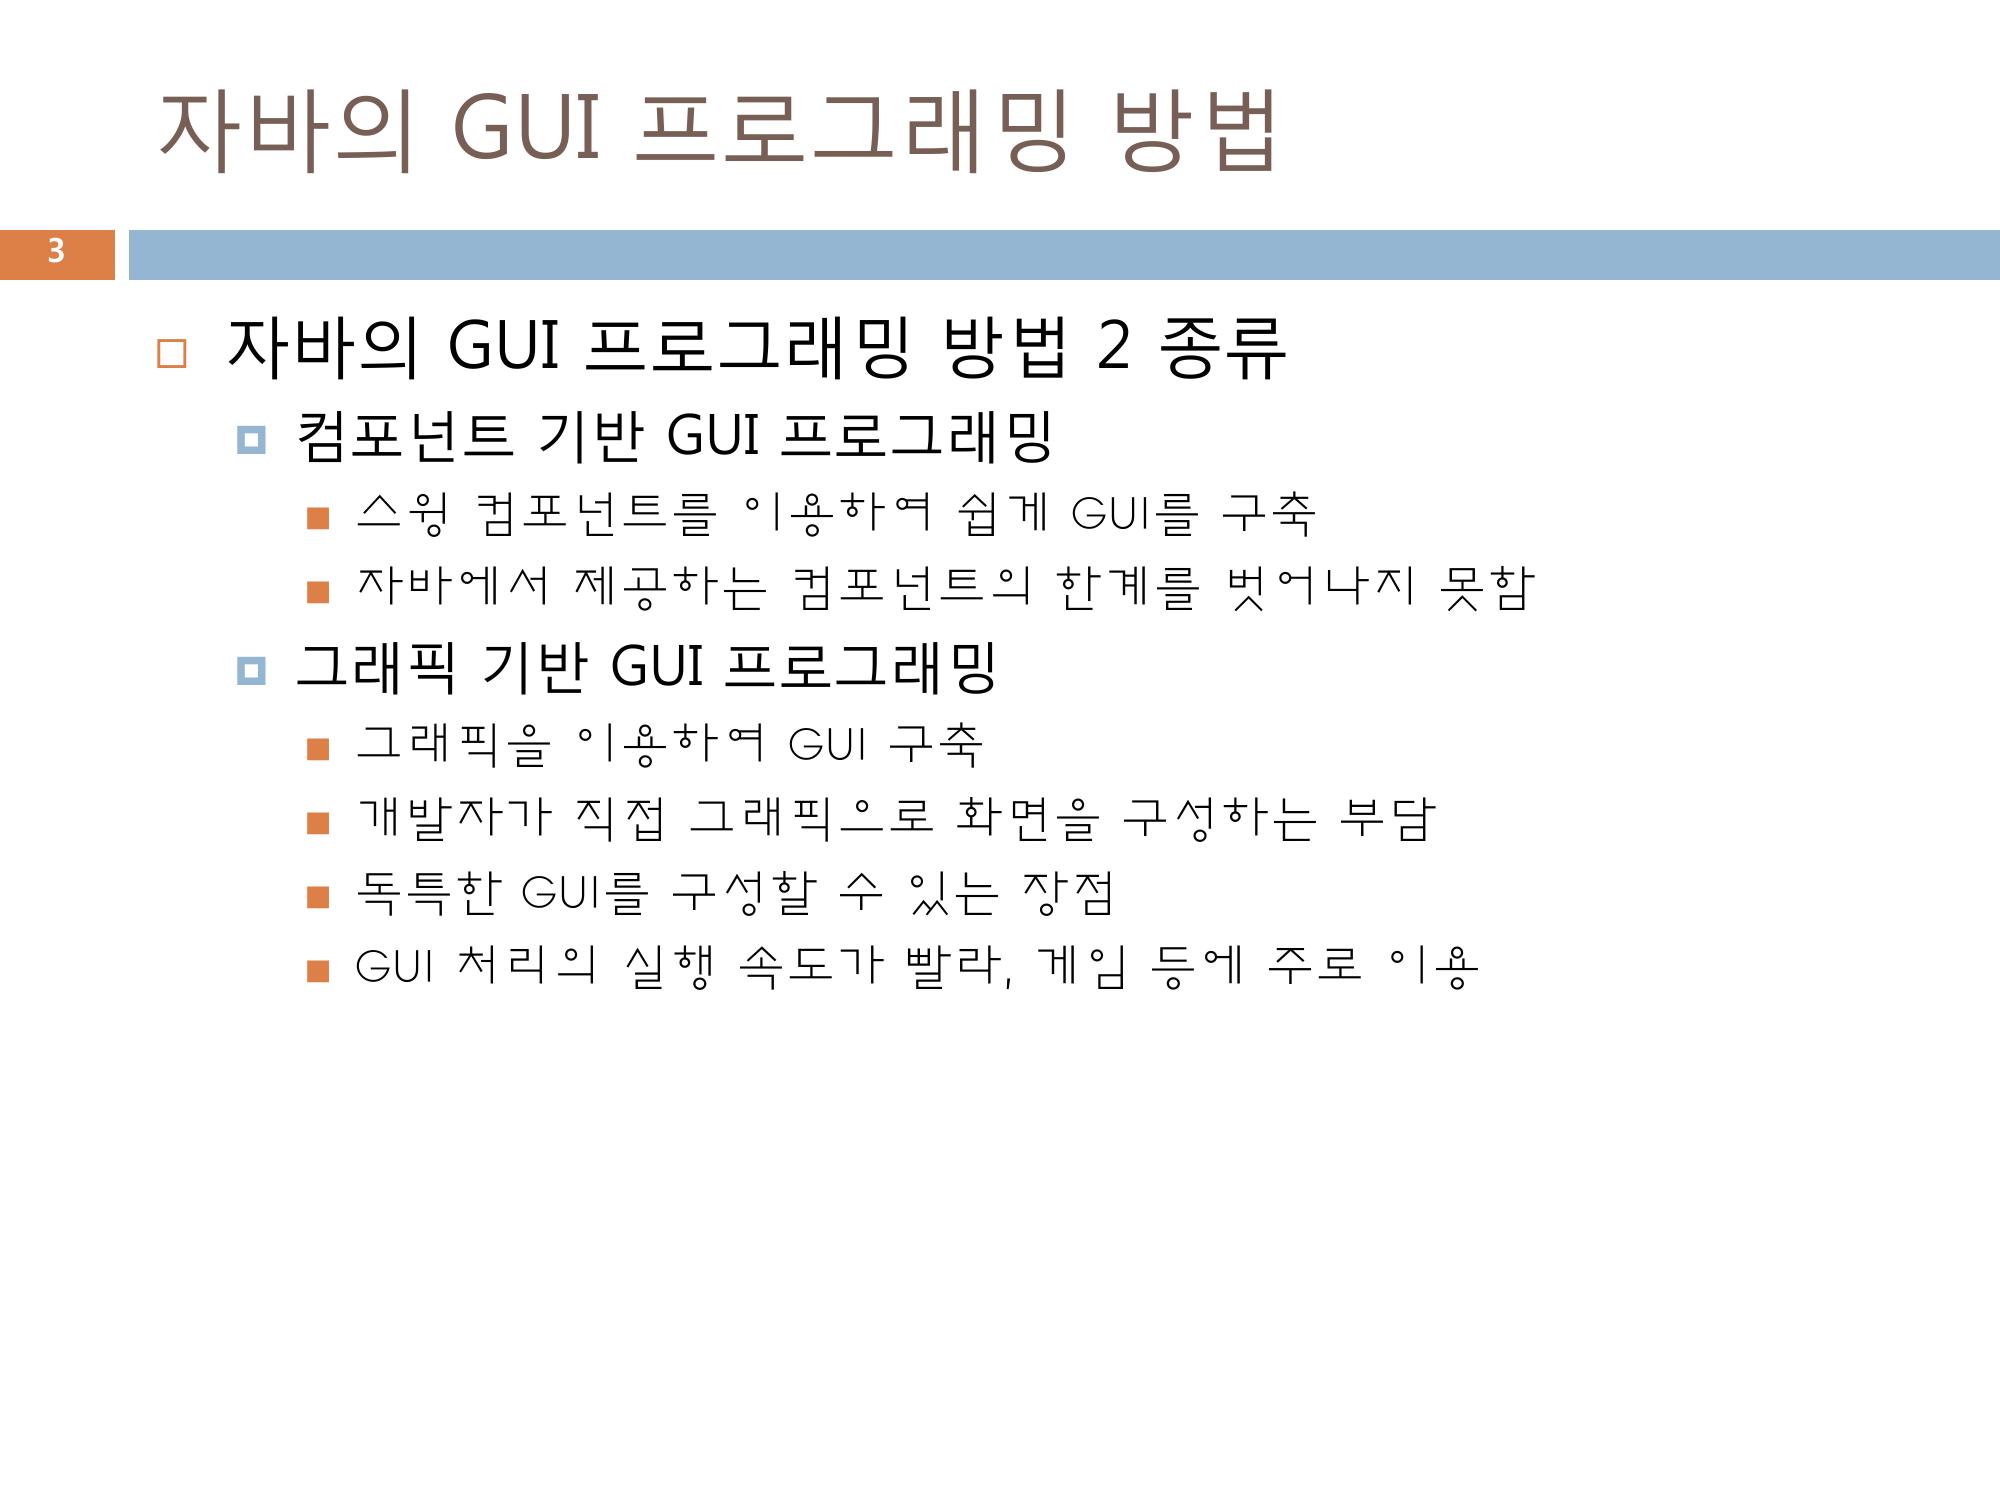 자바의 GUI 프로그래밍 방법
3
자바의 GUI 프로그래밍 방법 2 종류
컴포넌트 기반 GUI 프로그래밍
스윙 컴포넌트를 이용하여 쉽게 GUI를 구축
자바에서 제공하는 컴포넌트의 한계를 벗어나지 못함
그래픽 기반 GUI 프로그래밍
그래픽을 이용하여 GUI 구축
개발자가 직접 그래픽으로 화면을 구성하는 부담
독특한 GUI를 구성할 수 있는 장점
GUI 처리의 실행 속도가 빨라, 게임 등에 주로 이용